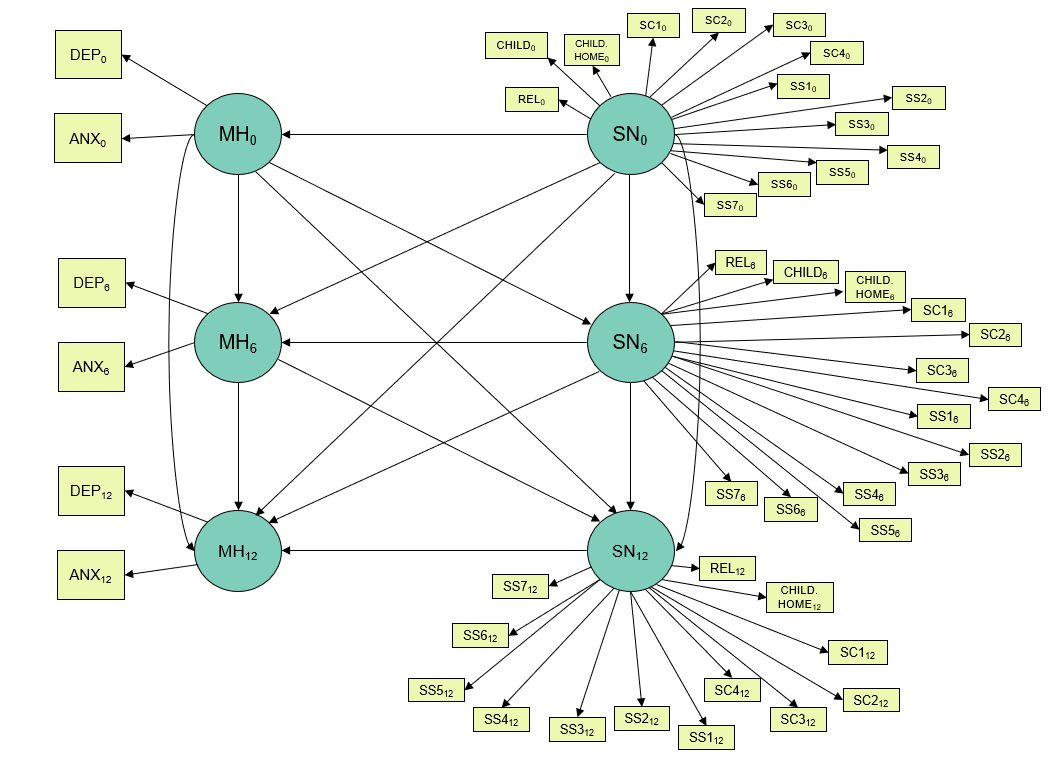 DEP₀
ANX₀
MH₀
SN₀
CHILD₀
CHILD.
HOME₀
REL₀
SC1₀
SC2₀
SC3₀
SC4₀
SS1₀
SS2₀
SS3₀
SS4₀
SS5₀
SS6₀
SS7₀
DEP₆
ANX₆
MH₆
SN₆
REL₆
CHILD₆
CHILD.
HOME₆
SC1₆
SC2₆
SC3₆
SC4₆
SS1₆
SS2₆
SS3₆
SS4₆
SS5₆
SS6₆
SS7₆
DEP₁₂
ANX₁₂
MH₁₂
SN₁₂
REL₁₂
CHILD.
HOME₁₂
SC1₁₂
SC2₁₂
SC3₁₂
SC4₁₂
SS1₁₂
SS2₁₂
SS3₁₂
SS4₁₂
SS5₁₂
SS6₁₂
SS7₁₂